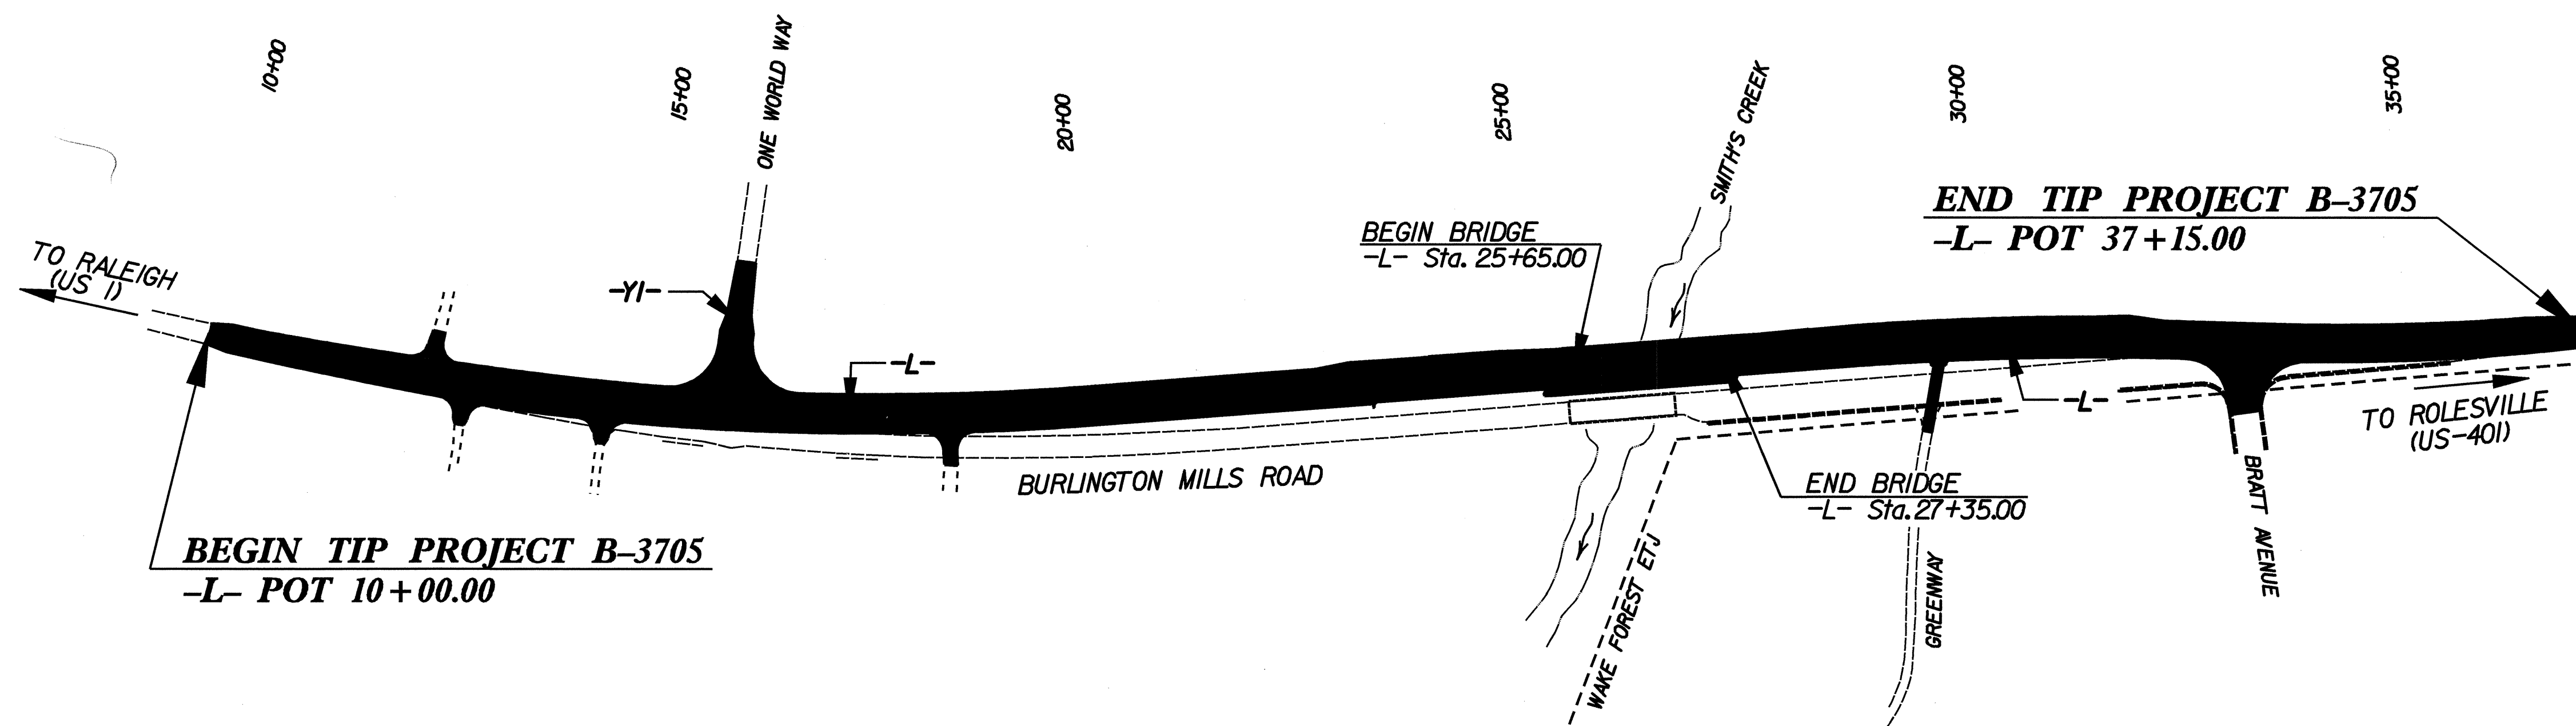 10+00
15+00
ONE WORLD WAY
20+00
25+00
SMITH'S CREEK
30+00
35+00
TO RALEIGH
(US 1)
-Y1-
-L-
BEGIN BRIDGE
-L- Sta. 25+65.00
END TIP PROJECT B-3705
-L- POT 37+15.00
-L-
TO ROLESVILLE
(US-401)
BURLINGTON MILLS ROAD
END BRIDGE
-L- Sta. 27+35.00
BEGIN TIP PROJECT B-3705
-L- POT 10+00.00
WAKE FOREST ETJ
GREENWAY
BRATT AVENUE